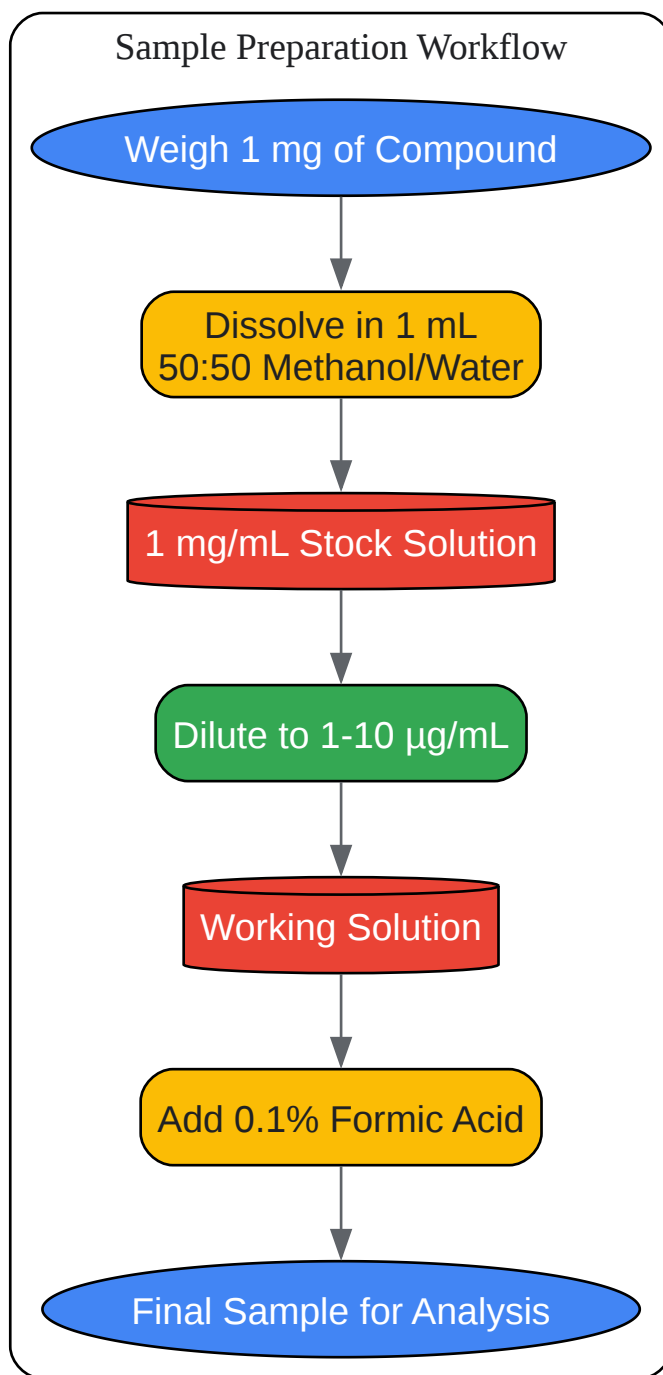 Sample Preparation Workflow
Weigh 1 mg of Compound
Dissolve in 1 mL
50:50 Methanol/Water
1 mg/mL Stock Solution
Dilute to 1-10 µg/mL
Working Solution
Add 0.1% Formic Acid
Final Sample for Analysis